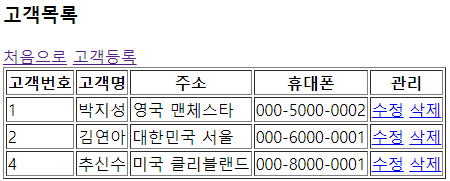 고객목록
처음으로 고객등록
고객번호 고객명 주소 휴대폰 관리
1 박지성 영국 맨체스타 000-5000-0002 수정 삭제
2 김연아 대한민국 서울 000-6000-0001 수정 삭제
4 추신수 미국 클리블랜드 000-8000-0001 수정 삭제